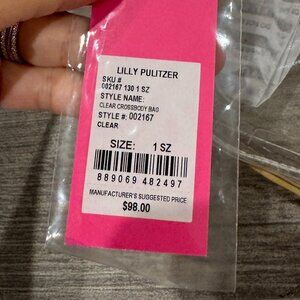 LILLY PULITZER
SKU #
002167 130 1 SZ
STYLE NAME:
CLEAR CROSSBODY BAG
STYLE #: 002167
CLEAR
SIZE: 1 SZ
889069 482497
MANUFACTURER'S SUGGESTED PRICE
$98.00